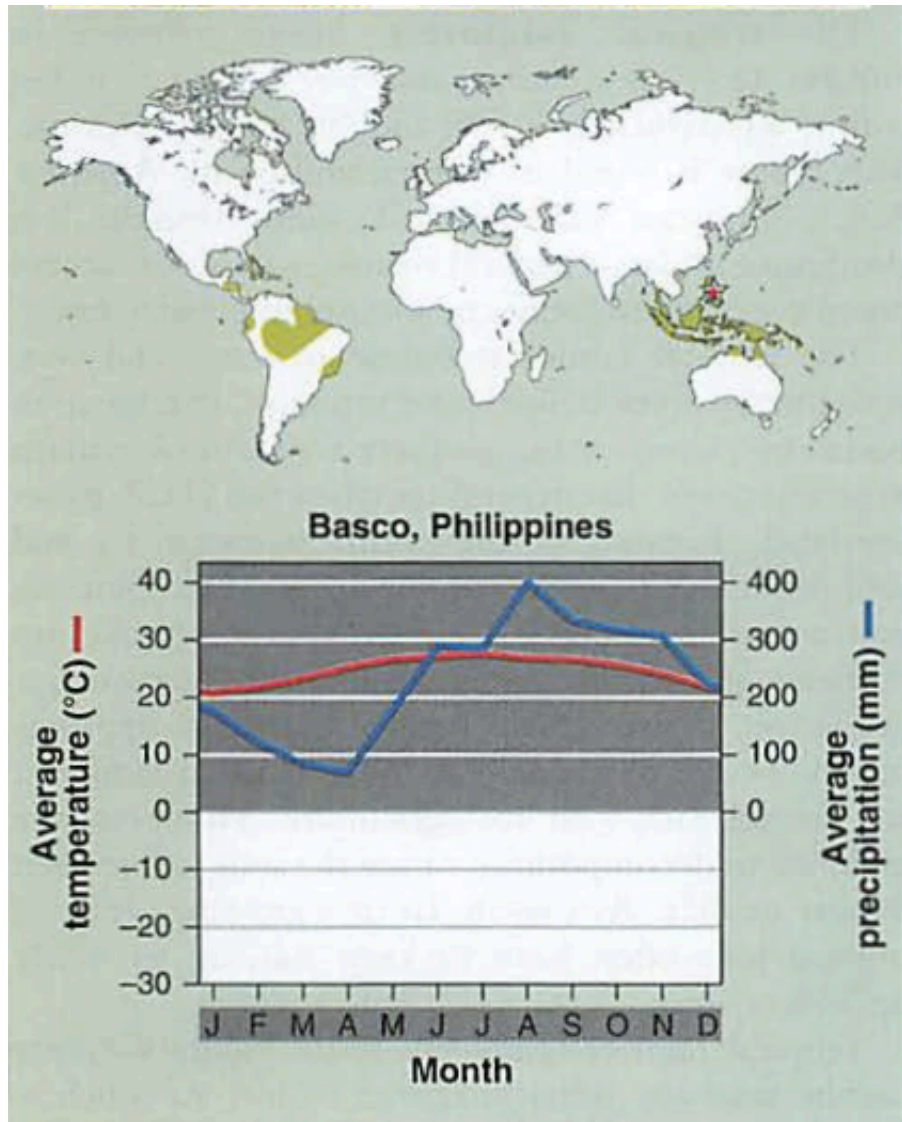 Basco, Philippines
40
30
20
10
0
–10
–20
–30
400
300
200
100
0
Average
temperature (°C)
Average
precipitation (mm)
J F M A M J J A S O N D
Month